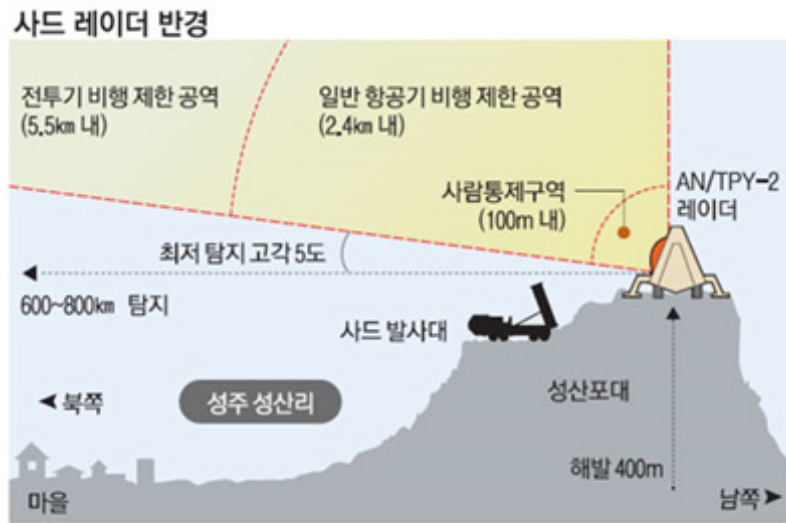 사드 레이더 반경
전투기 비행 제한 공역
(5.5㎞ 내)
일반 항공기 비행 제한 공역
(2.4㎞ 내)
사람통제구역
(100m 내)
AN/TPY-2
레이더
최저 탐지 고각 5도
600~800㎞ 탐지
사드 발사대
북쪽
성주 성산리
성산포대
해발 400m
마을
남쪽